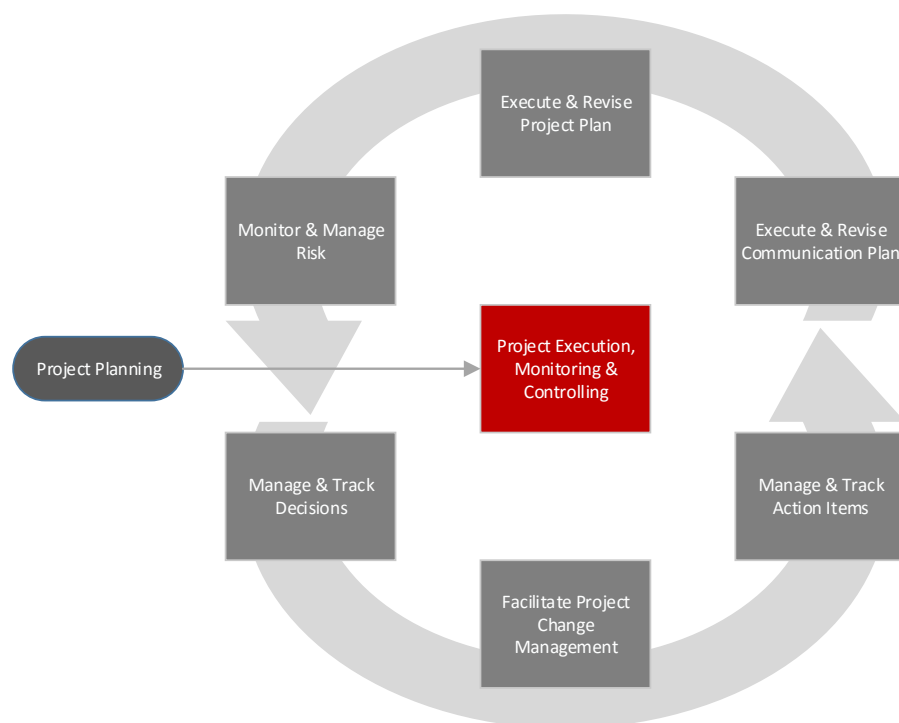 Execute & Revise
Project Plan
Monitor & Manage
Risk
Execute & Revise
Communication Plan
Project Planning
Project Execution,
Monitoring &
Controlling
Manage & Track
Decisions
Manage & Track
Action Items
Facilitate Project
Change
Management